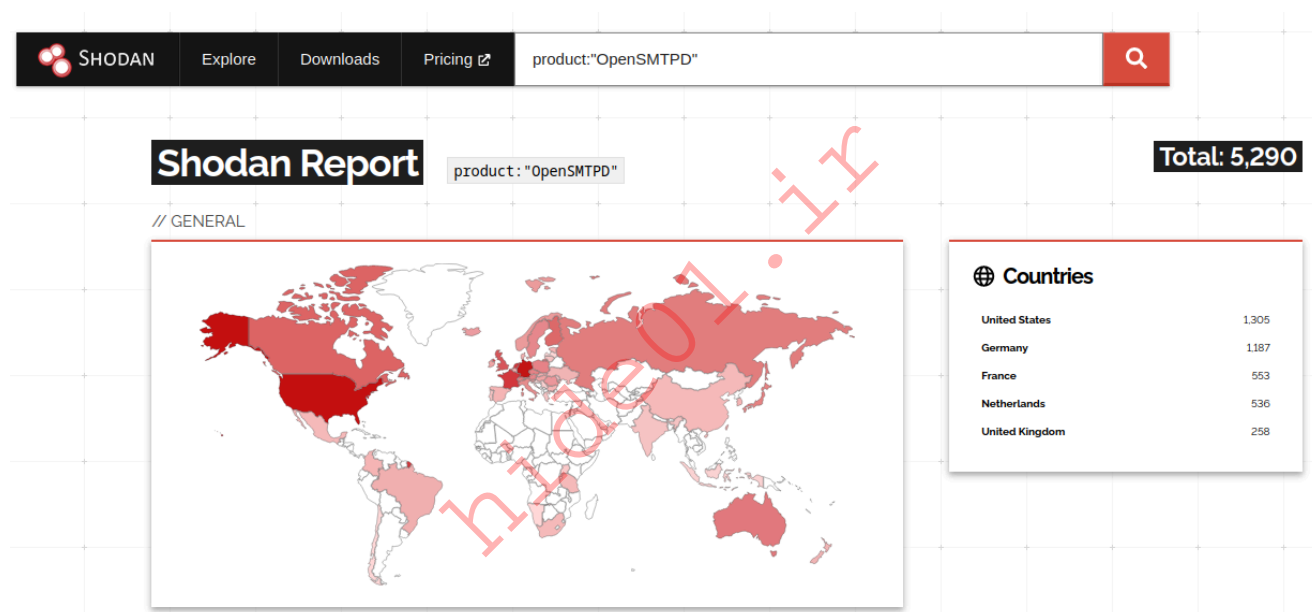 SHODAN Explore Downloads Pricing product:"OpenSMTPD"
Shodan Report product:"OpenSMTPD" Total: 5,290
// GENERAL
Countries
United States 1,305
Germany 1,187
France 553
Netherlands 536
United Kingdom 258
hide01.ir